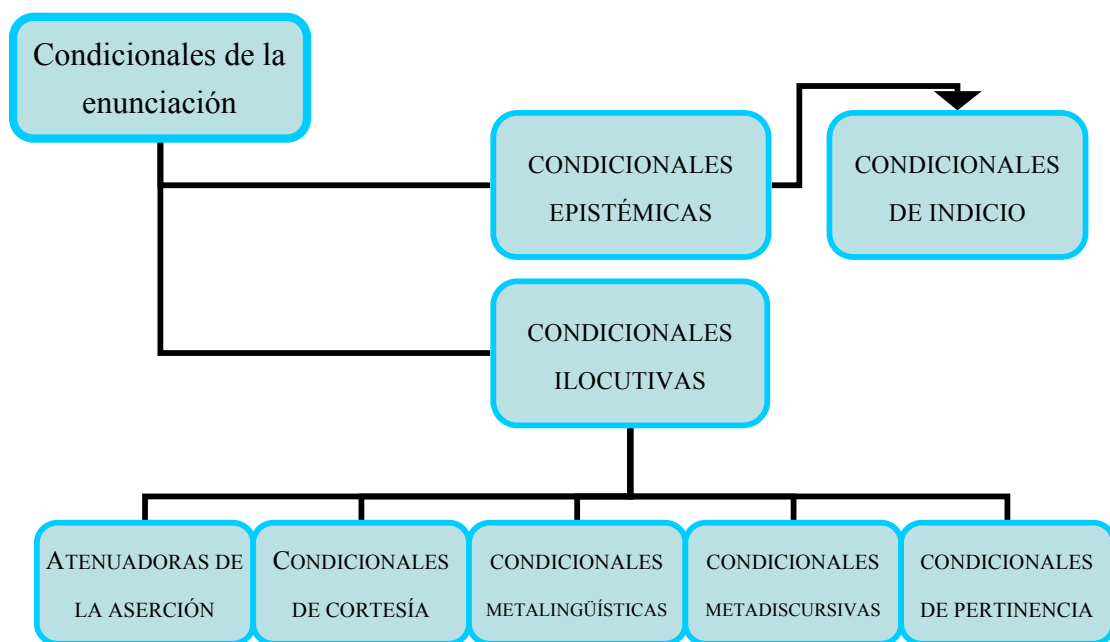 Condicionales de la
enunciación
CONDICIONALES
EPISTÉMICAS
CONDICIONALES
DE INDICIO
CONDICIONALES
ILOCUTIVAS
ATENUADORAS DE
LA ASERCIÓN
CONDICIONALES
DE CORTESÍA
CONDICIONALES
METALINGÜÍSTICAS
CONDICIONALES
METADISCURSIVAS
CONDICIONALES
DE PERTINENCIA